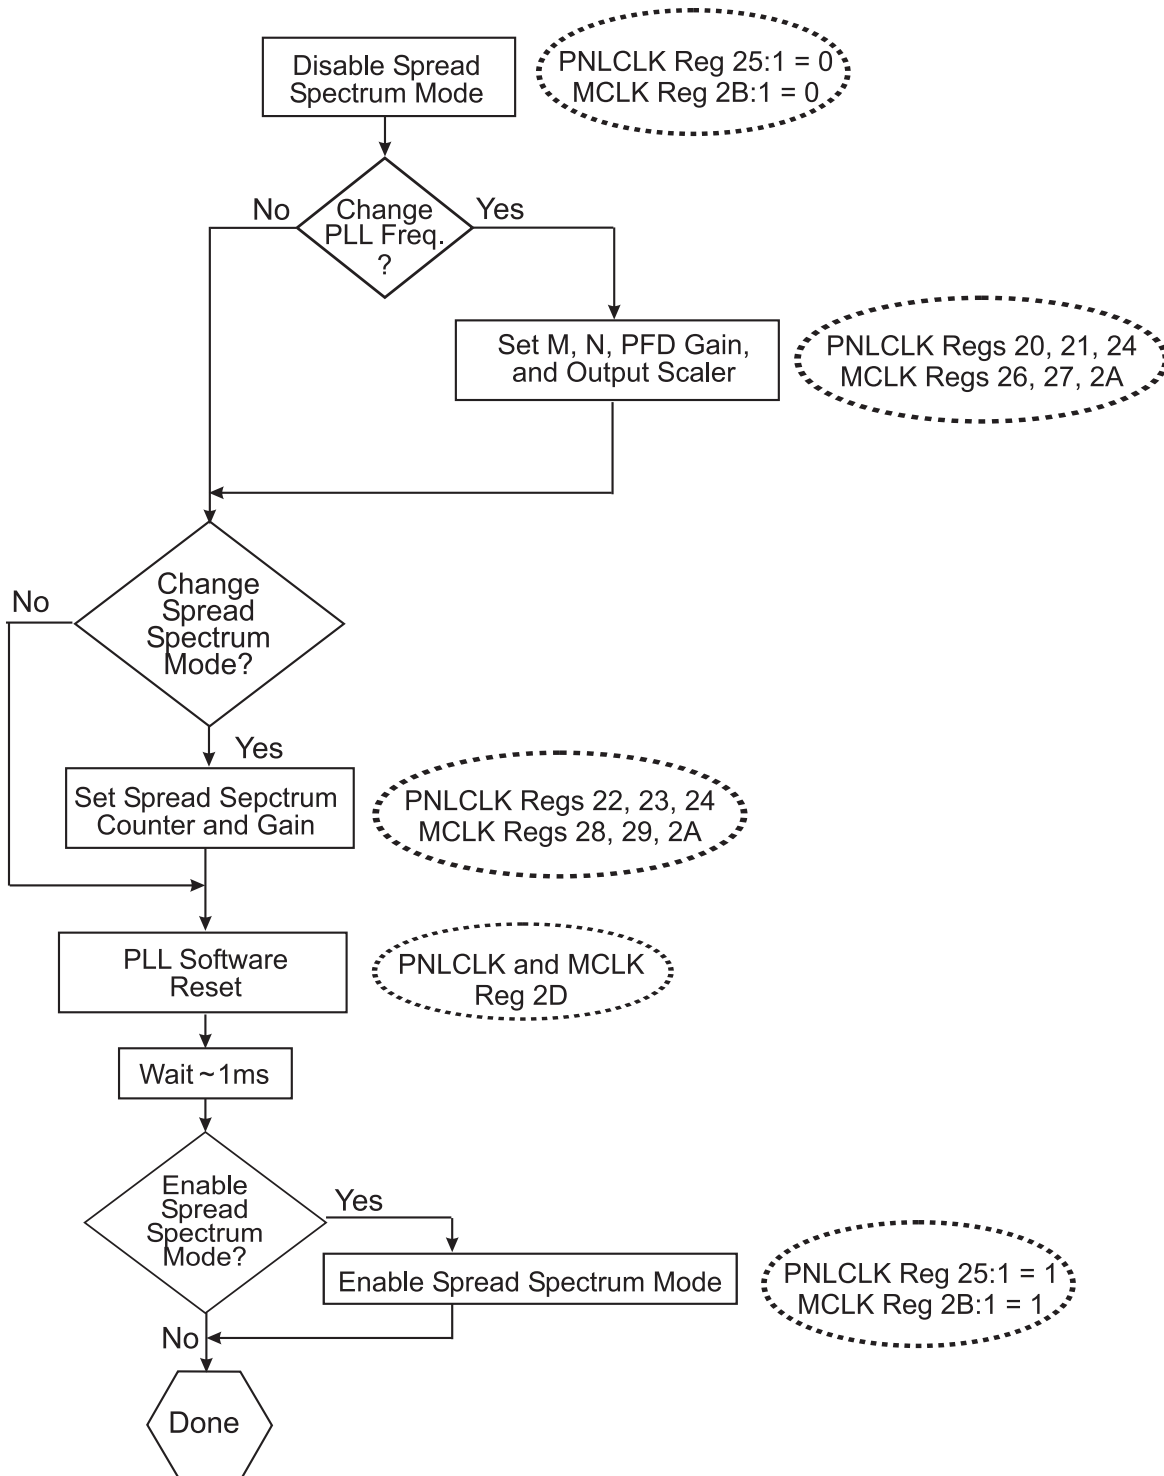 Disable Spread
Spectrum Mode
PNLCLK Reg 25:1 = 0
MCLK Reg 2B:1 = 0
No
Change
PLL Freq.
?
Yes
Set M, N, PFD Gain,
and Output Scaler
PNLCLK Regs 20, 21, 24
MCLK Regs 26, 27, 2A
No
Change
Spread
Spectrum
Mode?
Yes
Set Spread Sepctrum
Counter and Gain
PNLCLK Regs 22, 23, 24
MCLK Regs 28, 29, 2A
PLL Software
Reset
PNLCLK and MCLK
Reg 2D
Wait ~1ms
Enable
Spread
Spectrum
Mode?
Yes
Enable Spread Spectrum Mode
PNLCLK Reg 25:1 = 1
MCLK Reg 2B:1 = 1
No
Done